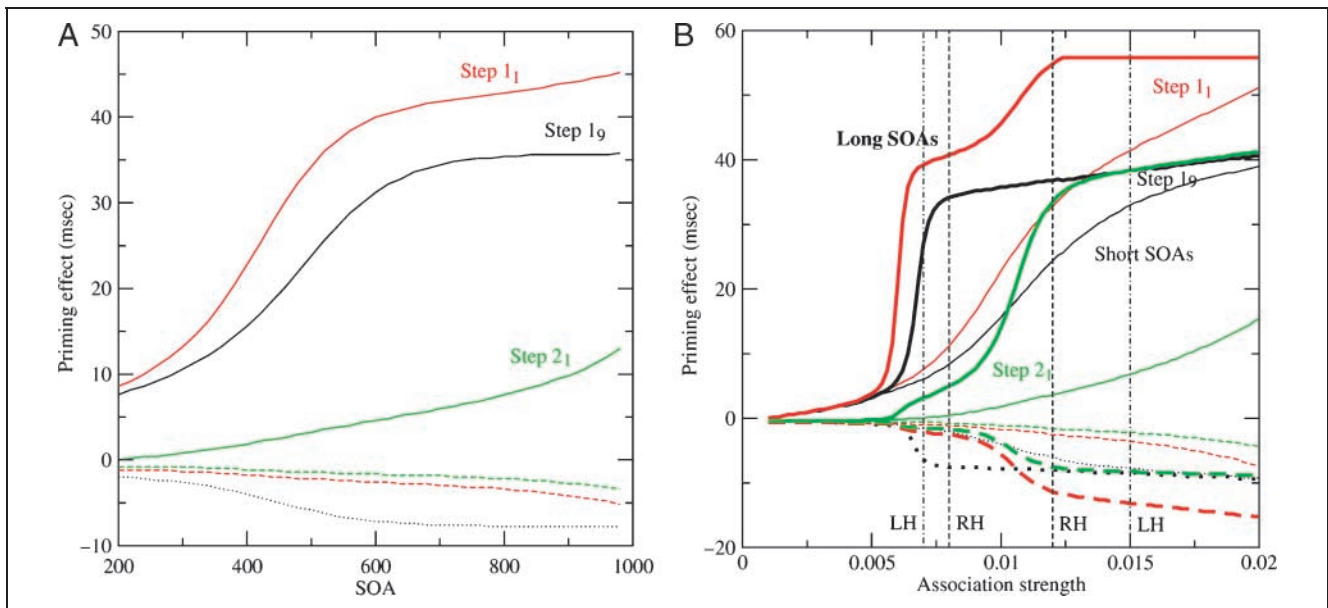 A
Priming effect (msec)
50
40
30
20
10
0
−10
200
400
600
800
1000
SOA
Step 1₁
Step 1₉
Step 2₁
B
Priming effect (msec)
60
40
20
0
−20
0
0.005
0.01
0.015
0.02
Association strength
Long SOAs
Step 1₁
Step 1₉
Short SOAs
Step 2₁
LH
RH
RH
LH